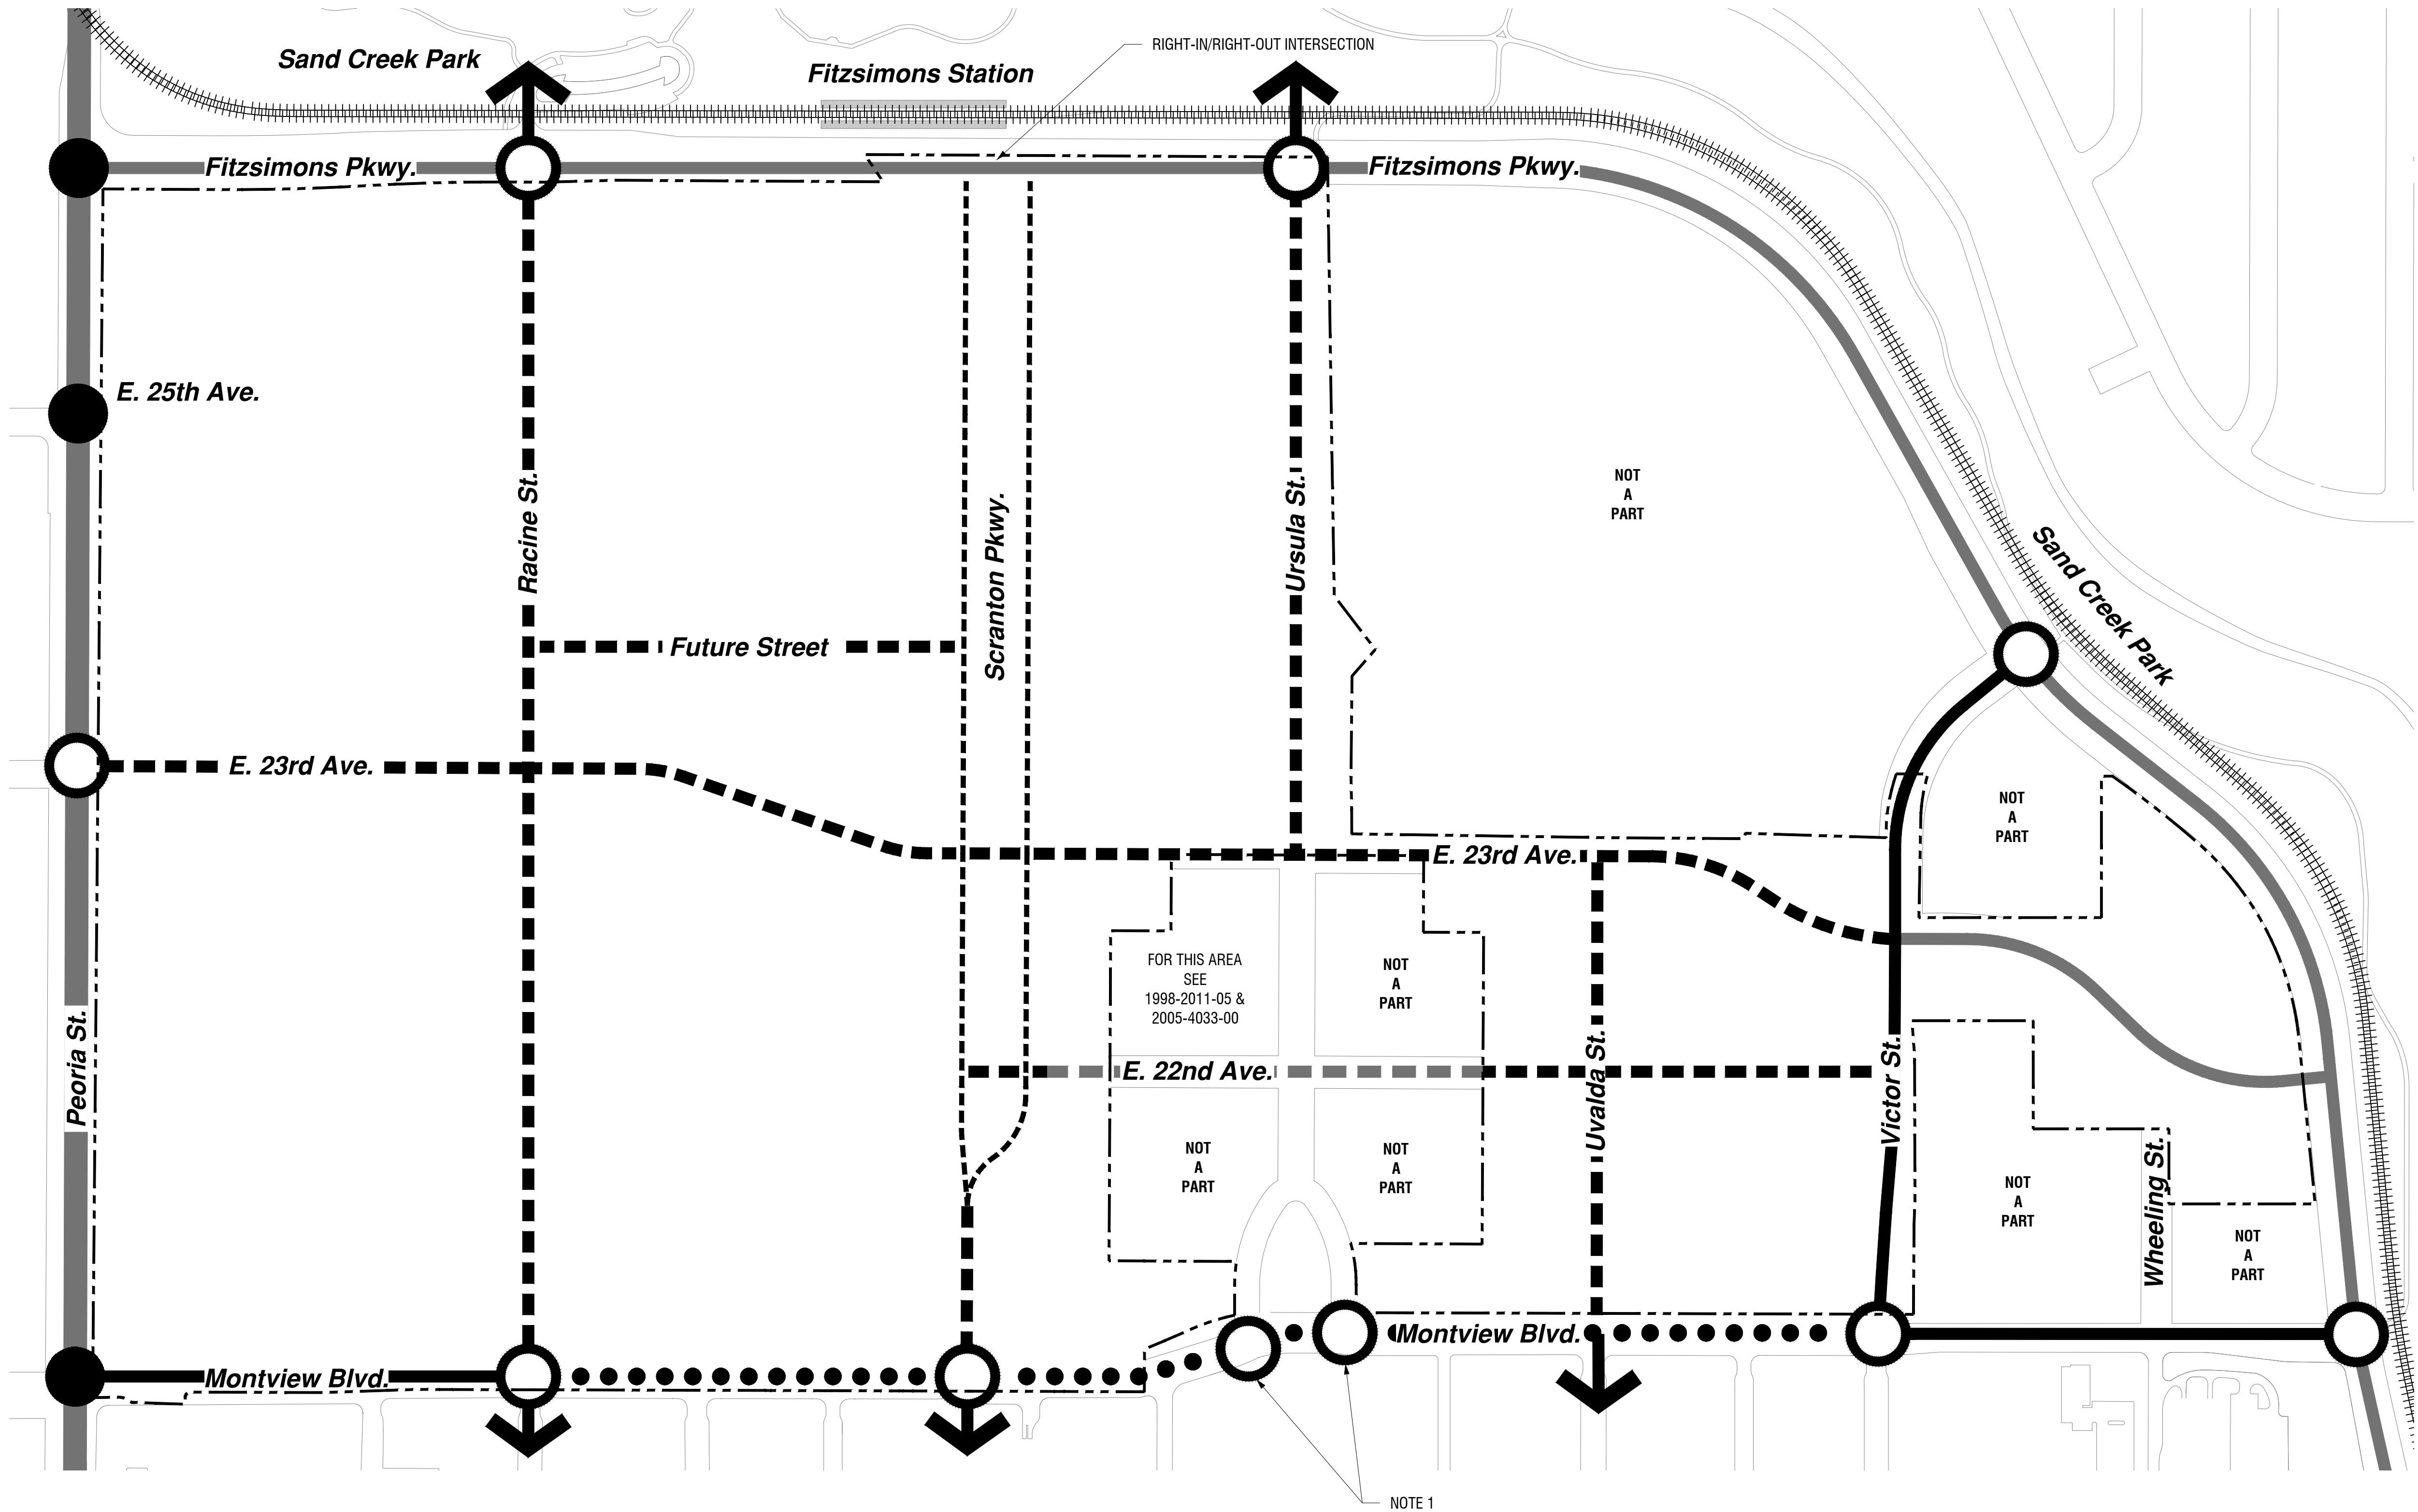 RIGHT-IN/RIGHT-OUT INTERSECTION
Sand Creek Park
Fitzsimons Station
Fitzsimons Pkwy.
Fitzsimons Pkwy.
E. 25th Ave.
Racine St.
Scranton Pkwy.
Ursula St.
NOT
A
PART
Sand Creek Park
Future Street
E. 23rd Ave.
E. 23rd Ave.
NOT
A
PART
FOR THIS AREA
SEE
1998-2011-05 &
2005-4033-00
NOT
A
PART
Peoria St.
E. 22nd Ave.
Uvalda St.
Victor St.
NOT
A
PART
NOT
A
PART
NOT
A
PART
Wheeling St.
NOT
A
PART
Montview Blvd.
Montview Blvd.
NOTE 1